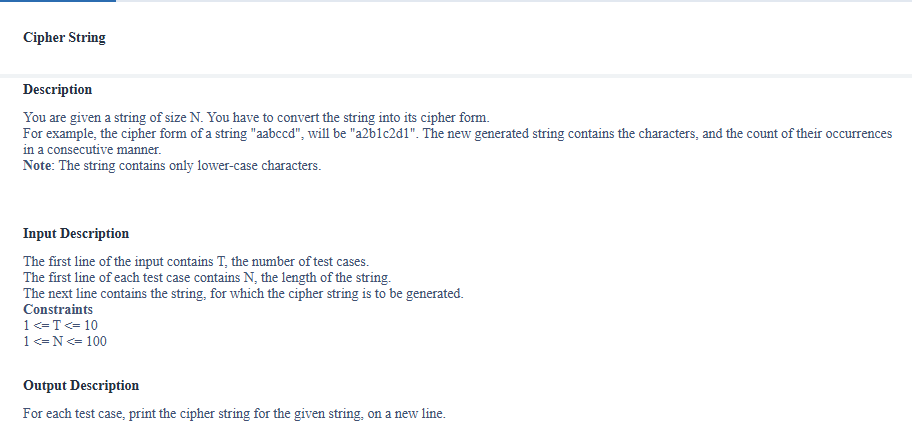 Cipher String
Description
You are given a string of size N. You have to convert the string into its cipher form.
For example, the cipher form of a string "aabccd", will be "a2b1c2d1". The new generated string contains the characters, and the count of their occurrences
in a consecutive manner.
Note: The string contains only lower-case characters.
Input Description
The first line of the input contains T, the number of test cases.
The first line of each test case contains N, the length of the string.
The next line contains the string, for which the cipher string is to be generated.
Constraints
1 <= T <= 10
1 <= N <= 100
Output Description
For each test case, print the cipher string for the given string, on a new line.